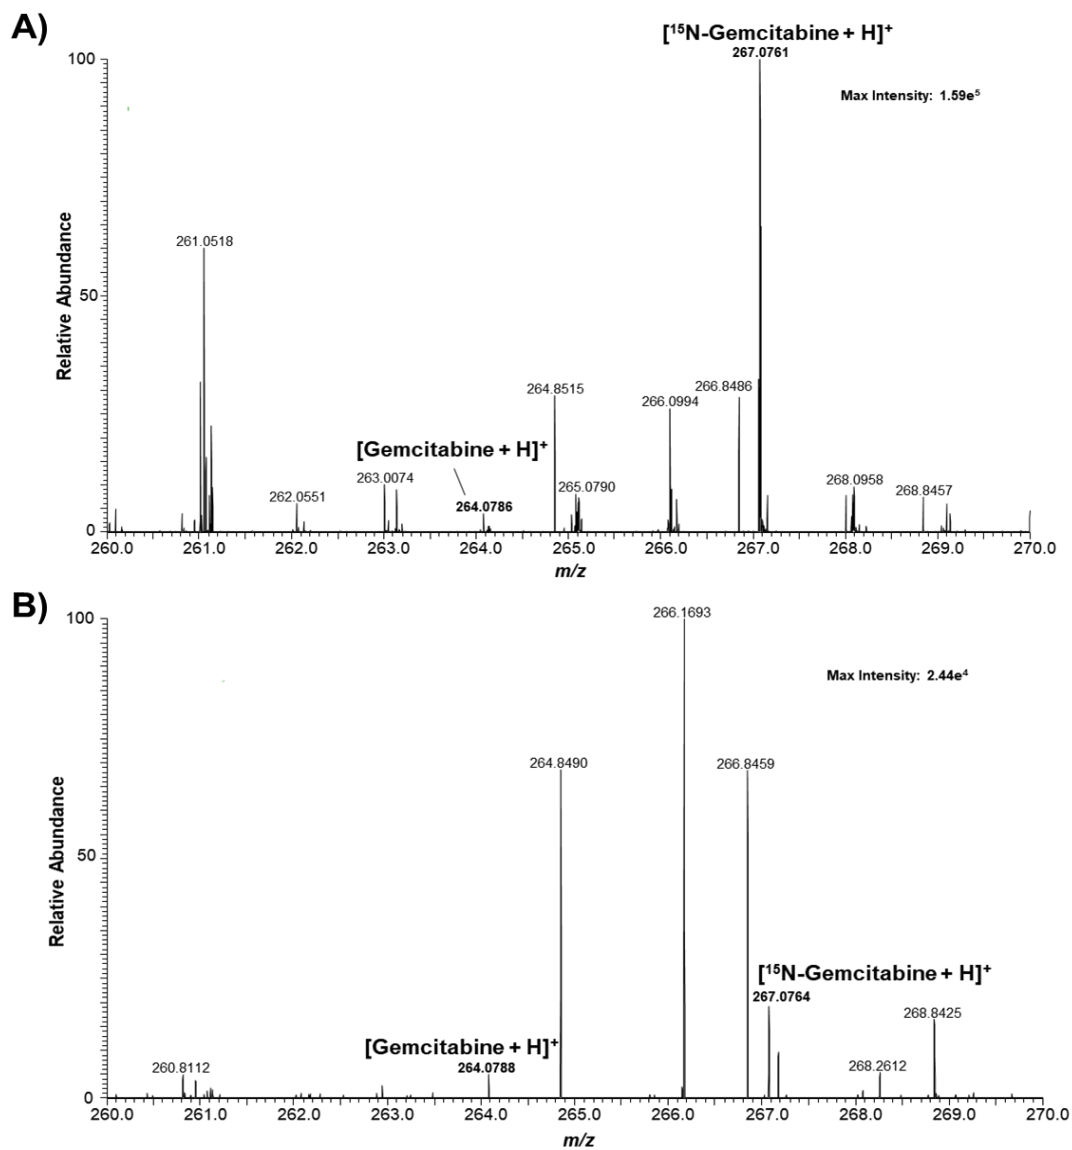 A)
[¹⁵N-Gemcitabine + H]⁺
267.0761
100
Max Intensity: 1.59e⁵
261.0518
50
Relative Abundance
264.8515
266.0994
266.8486
[Gemcitabine + H]⁺
263.0074
262.0551
264.0786
265.0790
268.0958
268.8457
0
260.0 261.0 262.0 263.0 264.0 265.0 266.0 267.0 268.0 269.0 270.0
m/z
B)
100
266.1693
Max Intensity: 2.44e⁴
264.8490
266.8459
50
Relative Abundance
[¹⁵N-Gemcitabine + H]⁺
267.0764
268.8425
[Gemcitabine + H]⁺
260.8112
264.0788
268.2612
0
260.0 261.0 262.0 263.0 264.0 265.0 266.0 267.0 268.0 269.0 270.0
m/z